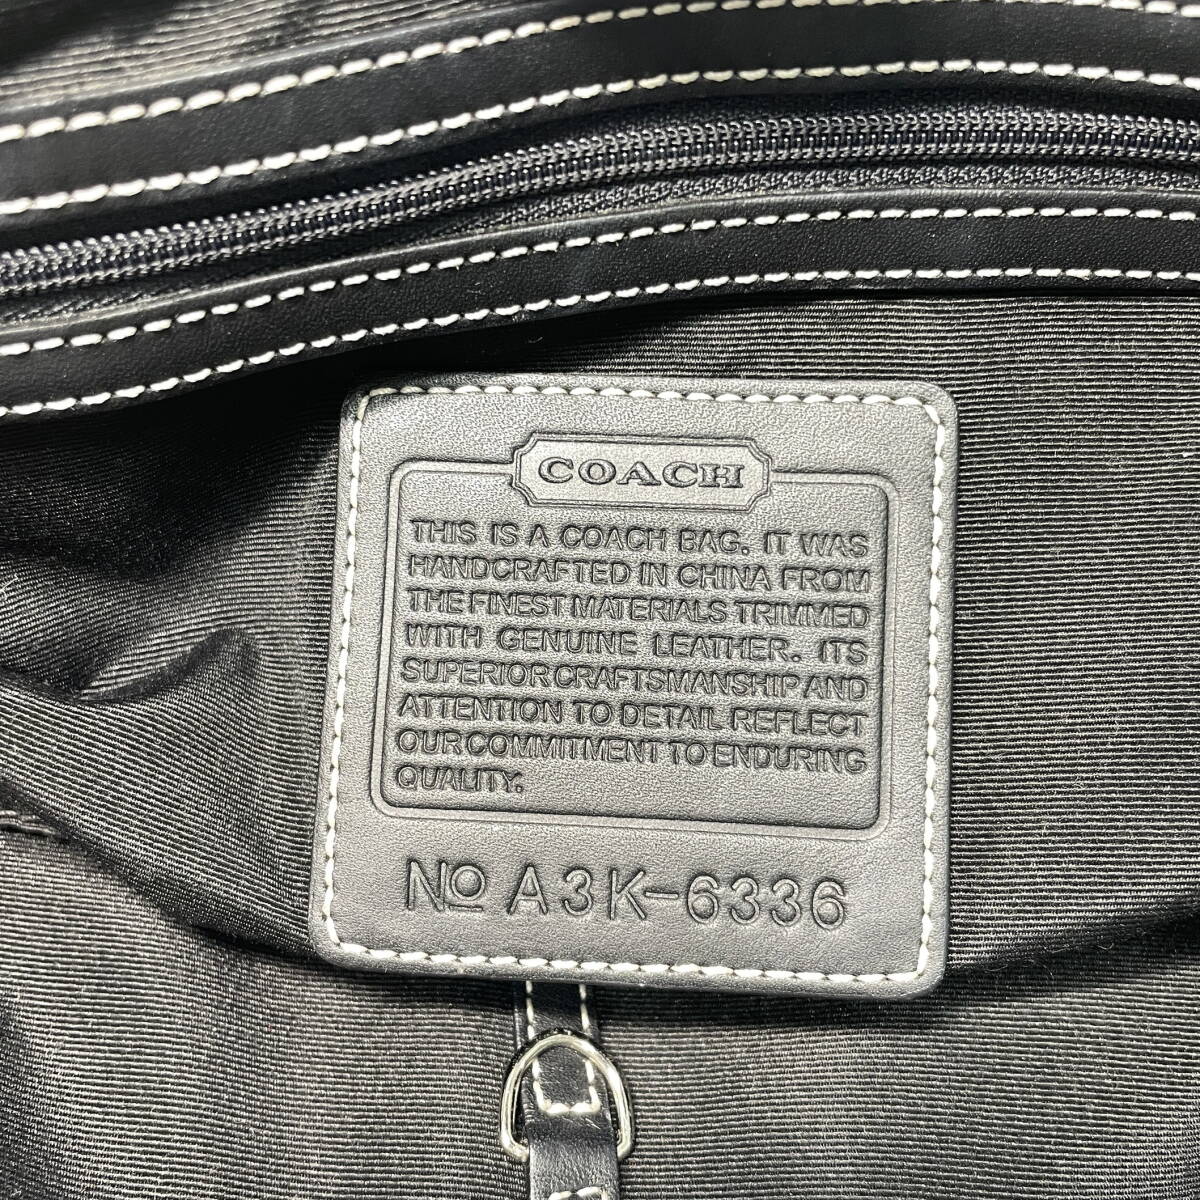 COACH
THIS IS A COACH BAG. IT WAS
HANDCRAFTED IN CHINA FROM
THE FINEST MATERIALS TRIMMED
WITH GENUINE LEATHER. ITS
SUPERIOR CRAFTSMANSHIP AND
ATTENTION TO DETAIL REFLECT
OUR COMMITMENT TO ENDURING
QUALITY.
No A3K-6336